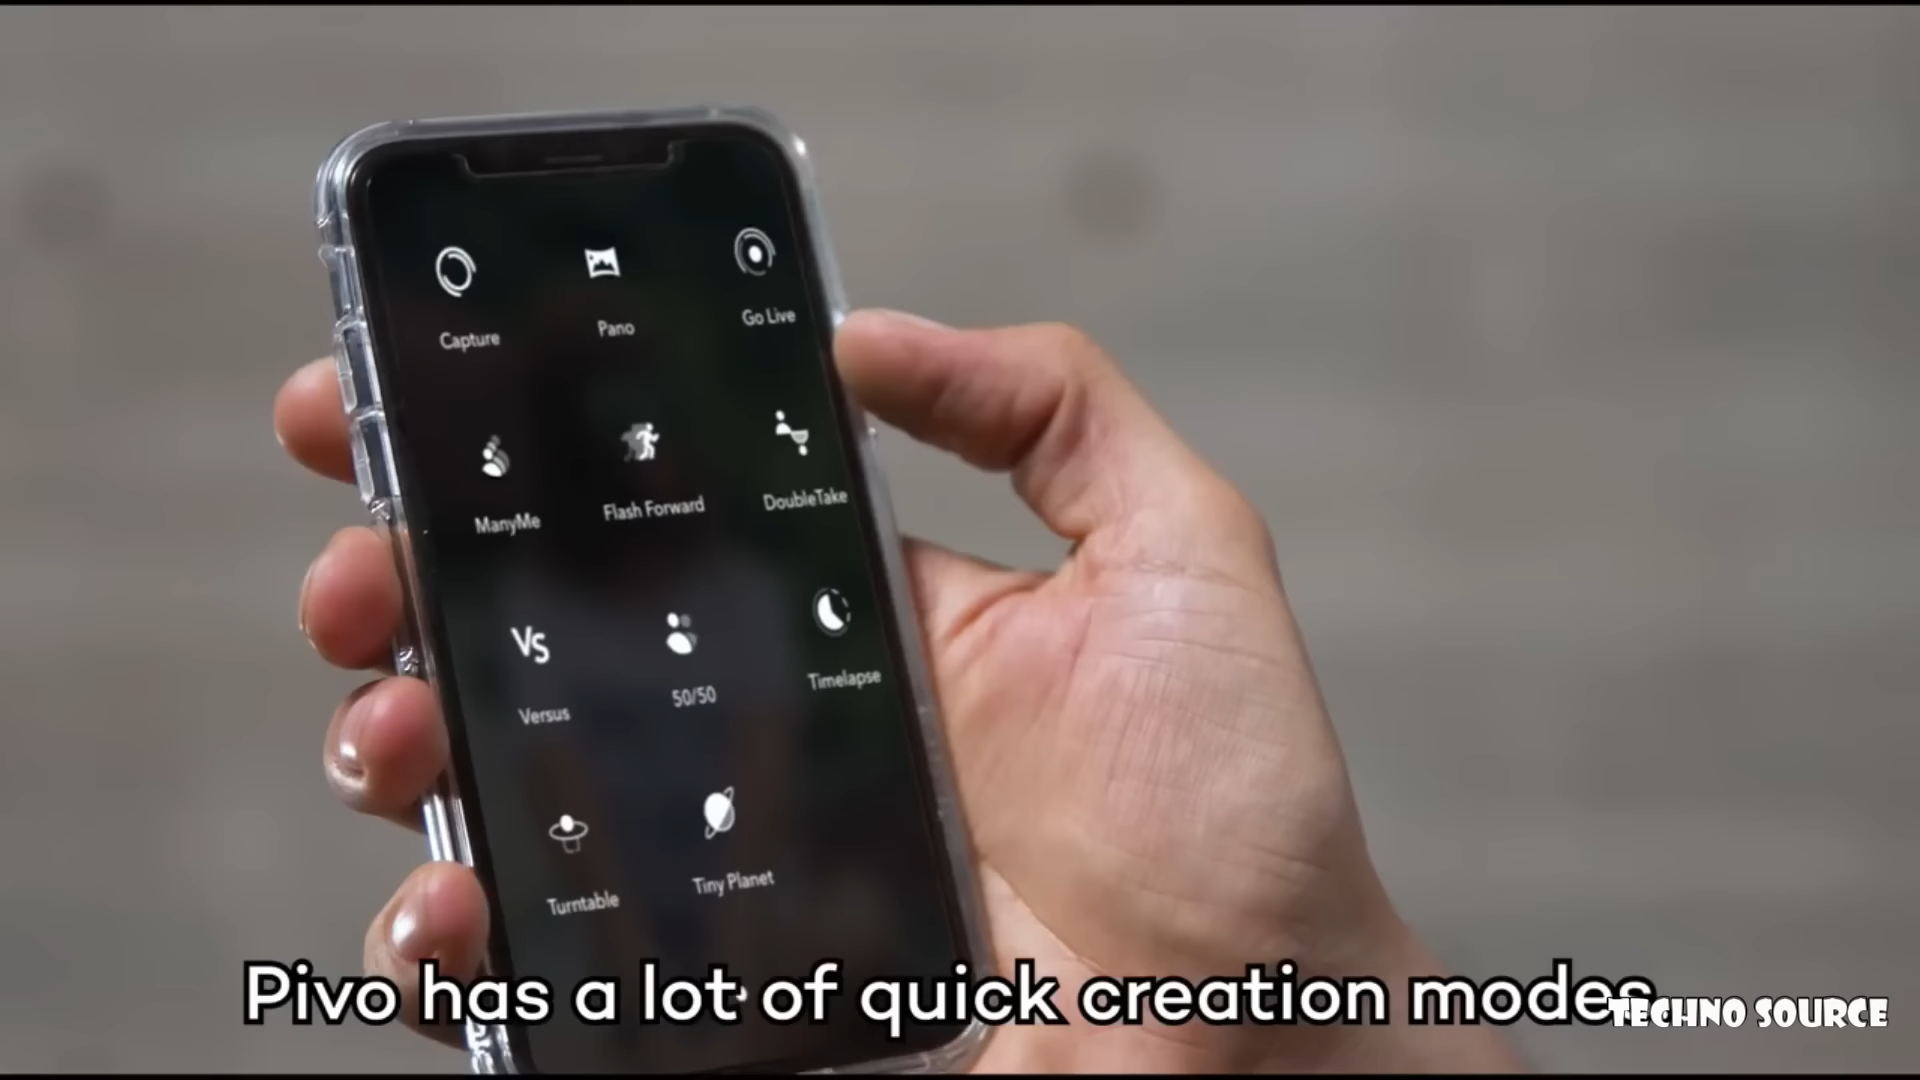 Capture
Pano
Go Live
ManyMe
Flash Forward
DoubleTake
Vs
Versus
50/50
Timelapse
Turntable
Tiny Planet
Pivo has a lot of quick creation modes
TECHNO SOURCE